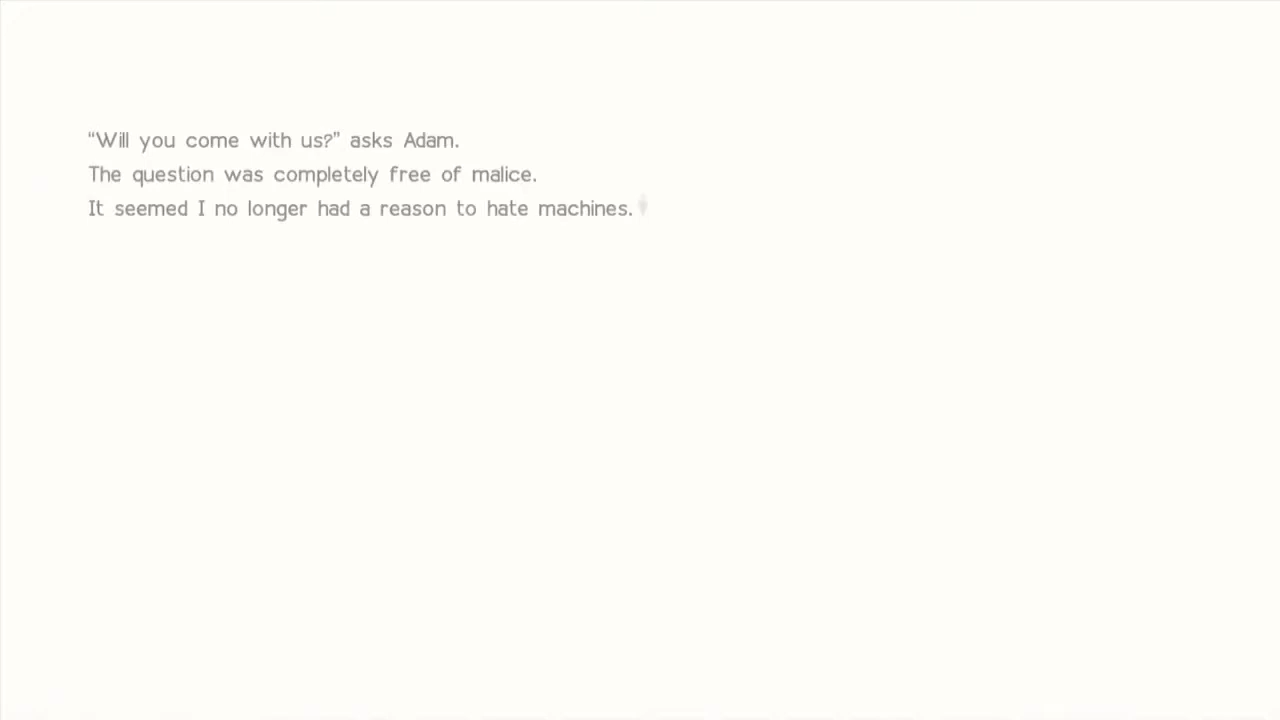 “Will you come with us?” asks Adam.
The question was completely free of malice.
It seemed I no longer had a reason to hate machines.